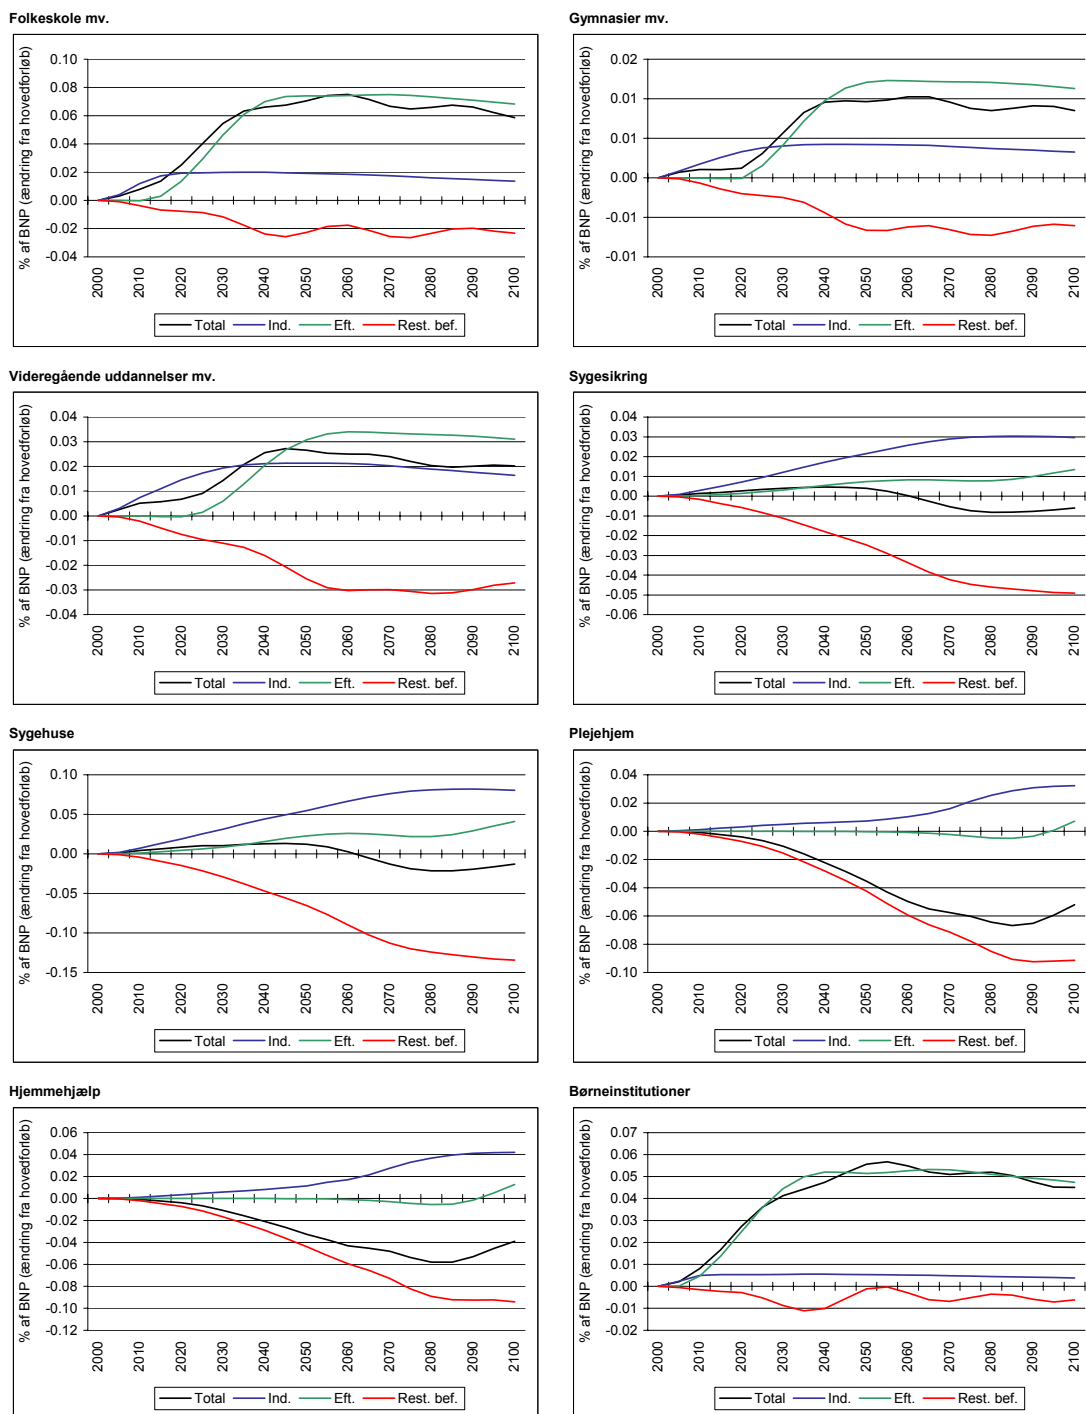 Folkeskole mv.
% af BNP (ændring fra hovedforløb)
0.10
0.08
0.06
0.04
0.02
0.00
-0.02
-0.04
2000 2010 2020 2030 2040 2050 2060 2070 2080 2090 2100
Total Ind. Eft. Rest. bef.
Gymnasier mv.
% af BNP (ændring fra hovedforløb)
0.02
0.01
0.01
0.00
-0.01
-0.01
2000 2010 2020 2030 2040 2050 2060 2070 2080 2090 2100
Total Ind. Eft. Rest. bef.
Videregående uddannelser mv.
% af BNP (ændring fra hovedforløb)
0.04
0.03
0.02
0.01
0.00
-0.01
-0.02
-0.03
-0.04
2000 2010 2020 2030 2040 2050 2060 2070 2080 2090 2100
Total Ind. Eft. Rest. bef.
Sygesikring
% af BNP (ændring fra hovedforløb)
0.04
0.03
0.02
0.01
0.00
-0.01
-0.02
-0.03
-0.04
-0.05
-0.06
2000 2010 2020 2030 2040 2050 2060 2070 2080 2090 2100
Total Ind. Eft. Rest. bef.
Sygehuse
% af BNP (ændring fra hovedforløb)
0.10
0.05
0.00
-0.05
-0.10
-0.15
2000 2010 2020 2030 2040 2050 2060 2070 2080 2090 2100
Total Ind. Eft. Rest. bef.
Plejehjem
% af BNP (ændring fra hovedforløb)
0.04
0.02
0.00
-0.02
-0.04
-0.06
-0.08
-0.10
2000 2010 2020 2030 2040 2050 2060 2070 2080 2090 2100
Total Ind. Eft. Rest. bef.
Hjemmehjælp
% af BNP (ændring fra hovedforløb)
0.06
0.04
0.02
0.00
-0.02
-0.04
-0.06
-0.08
-0.10
-0.12
2000 2010 2020 2030 2040 2050 2060 2070 2080 2090 2100
Total Ind. Eft. Rest. bef.
Børneinstitutioner
% af BNP (ændring fra hovedforløb)
0.07
0.06
0.05
0.04
0.03
0.02
0.01
0.00
-0.01
-0.02
2000 2010 2020 2030 2040 2050 2060 2070 2080 2090 2100
Total Ind. Eft. Rest. bef.